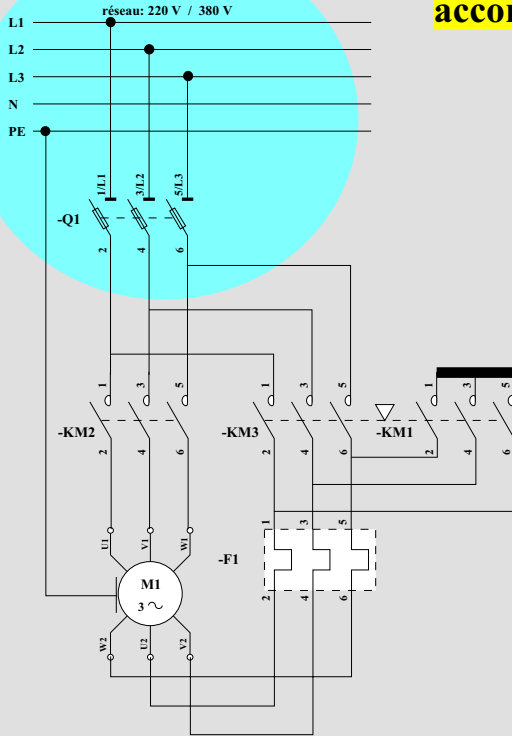 réseau: 220 V / 380 V
accor
L1
L2
L3
N
PE
1/L1 3/L2 5/L3
-Q1
2 4 6
1 3 5 1 3 5 1 3 5
-KM2 -KM3 -KM1
2 4 6 2 4 6 2 4 6
1 3 5
U1 V1 W1
-F1
M1
3
2 4 6
W2 U2 V2